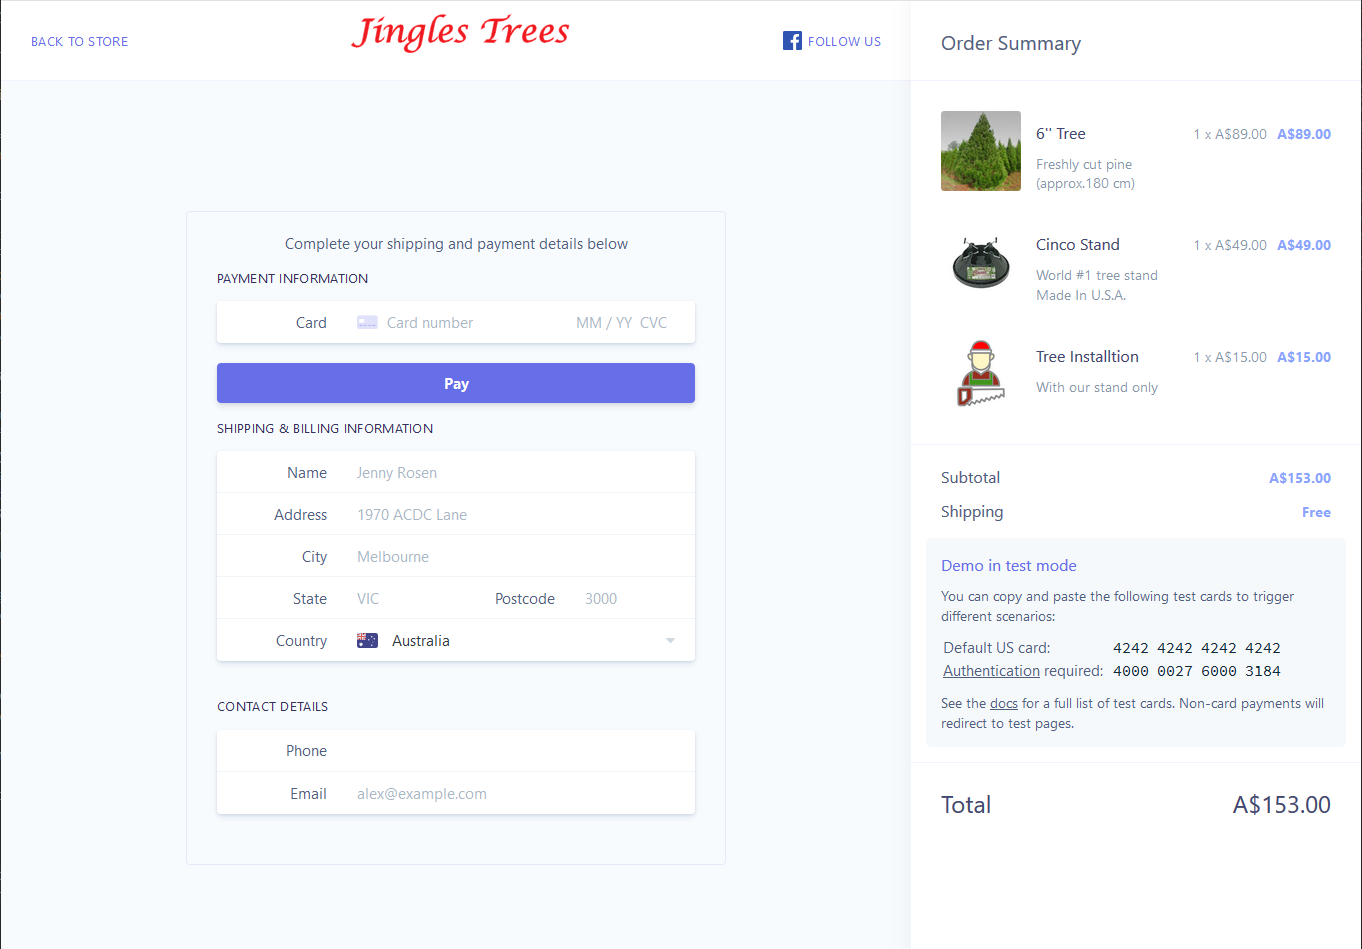 BACK TO STORE
Jingles Trees
FOLLOW US
Complete your shipping and payment details below
PAYMENT INFORMATION
Card Card number MM / YY CVC
Pay
SHIPPING & BILLING INFORMATION
Name Jenny Rosen
Address 1970 ACDC Lane
City Melbourne
State VIC Postcode 3000
Country Australia
CONTACT DETAILS
Phone
Email alex@example.com
Order Summary
6'' Tree 1 x A$89.00 A$89.00
Freshly cut pine
(approx.180 cm)
Cinco Stand 1 x A$49.00 A$49.00
World #1 tree stand
Made In U.S.A.
Tree Installtion 1 x A$15.00 A$15.00
With our stand only
Subtotal A$153.00
Shipping Free
Demo in test mode
You can copy and paste the following test cards to trigger
different scenarios:
Default US card: 4242 4242 4242 4242
Authentication required: 4000 0027 6000 3184
See the docs for a full list of test cards. Non-card payments will
redirect to test pages.
Total A$153.00